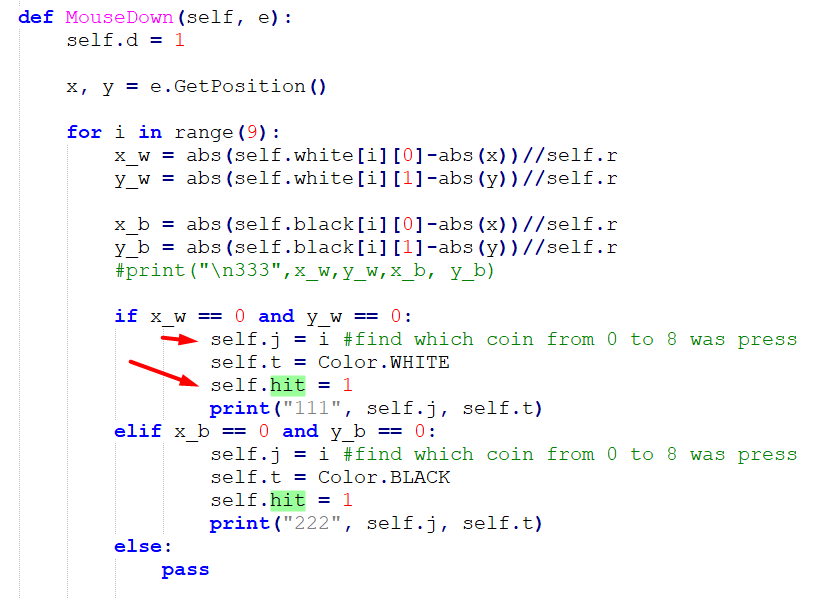 def MouseDown(self, e):
    self.d = 1

    x, y = e.GetPosition()

    for i in range(9):
        x_w = abs(self.white[i][0]-abs(x))//self.r
        y_w = abs(self.white[i][1]-abs(y))//self.r

        x_b = abs(self.black[i][0]-abs(x))//self.r
        y_b = abs(self.black[i][1]-abs(y))//self.r
        #print("\n333",x_w,y_w,x_b, y_b)

        if x_w == 0 and y_w == 0:
                self.j = i #find which coin from 0 to 8 was press
                self.t = Color.WHITE
                self.hit = 1
                print("111", self.j, self.t)
        elif x_b == 0 and y_b == 0:
                self.j = i #find which coin from 0 to 8 was press
                self.t = Color.BLACK
                self.hit = 1
                print("222", self.j, self.t)
        else:
            pass